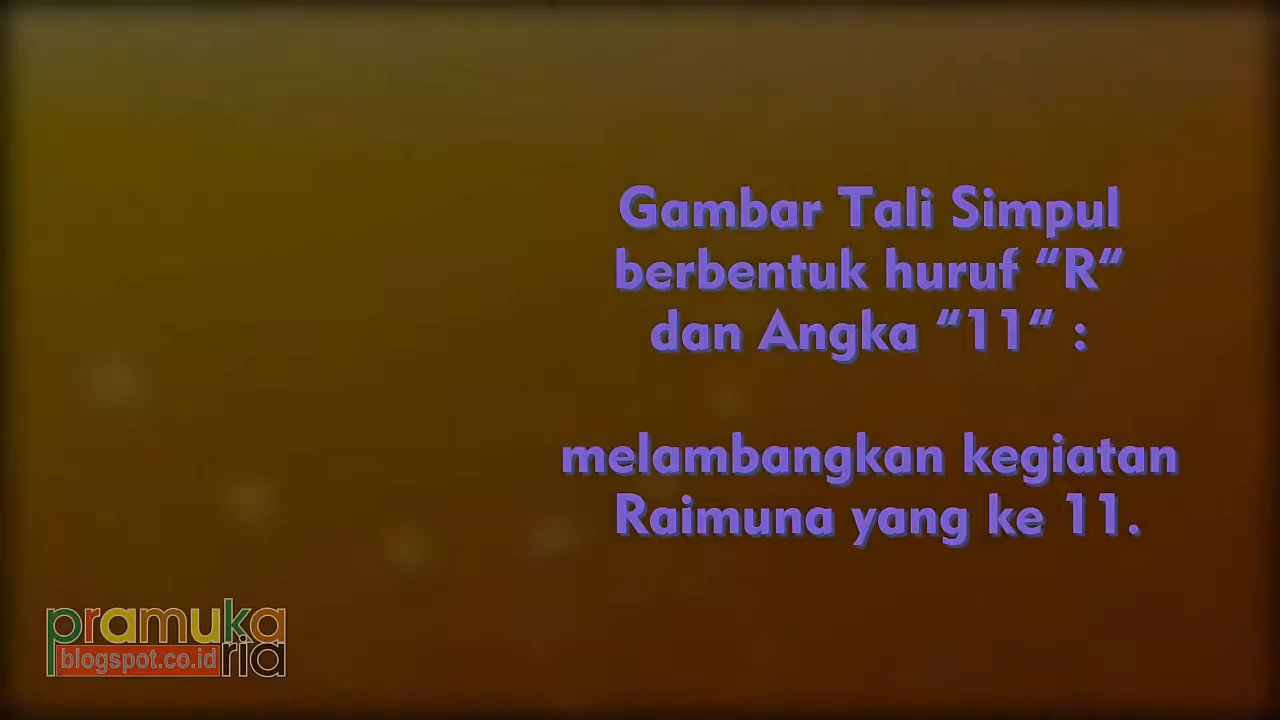 Gambar Tali Simpul
berbentuk huruf “R“
dan Angka “11“ :
melambangkan kegiatan
Raimuna yang ke 11.
pramuka
blogspot.co.id ria